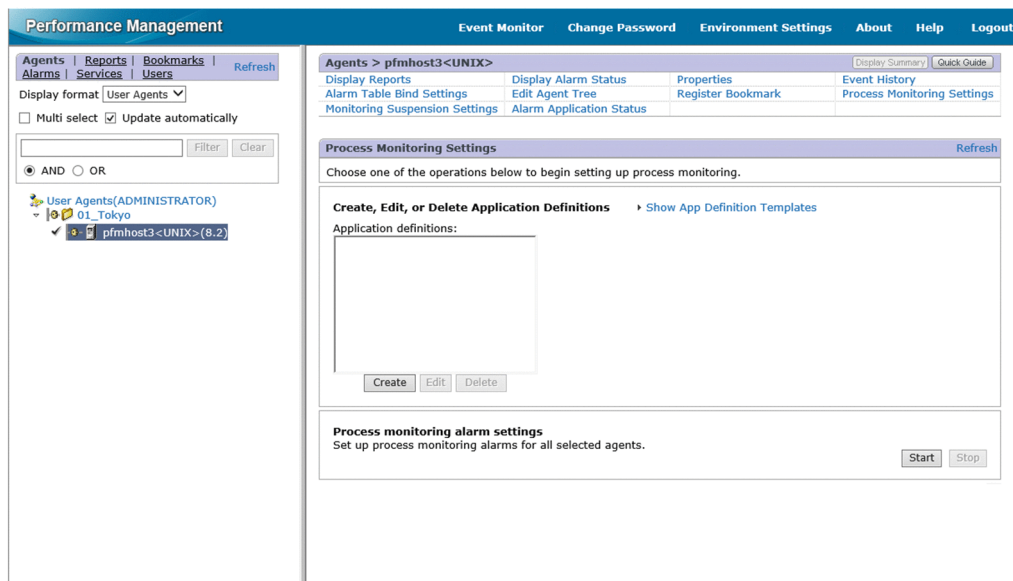 Performance Management
Event Monitor Change Password Environment Settings About Help Logout
Agents | Reports | Bookmarks |
Alarms | Services | Users
Refresh
Display format User Agents
Multi select Update automatically
Filter Clear
AND OR
User Agents(ADMINISTRATOR)
01_Tokyo
pfmhost3<UNIX>(8.2)
Agents > pfmhost3<UNIX>
Display Summary Quick Guide
Display Reports Display Alarm Status Properties Event History
Alarm Table Bind Settings Edit Agent Tree Register Bookmark Process Monitoring Settings
Monitoring Suspension Settings Alarm Application Status
Process Monitoring Settings Refresh
Choose one of the operations below to begin setting up process monitoring.
Create, Edit, or Delete Application Definitions Show App Definition Templates
Application definitions:
Create Edit Delete
Process monitoring alarm settings
Set up process monitoring alarms for all selected agents.
Start Stop